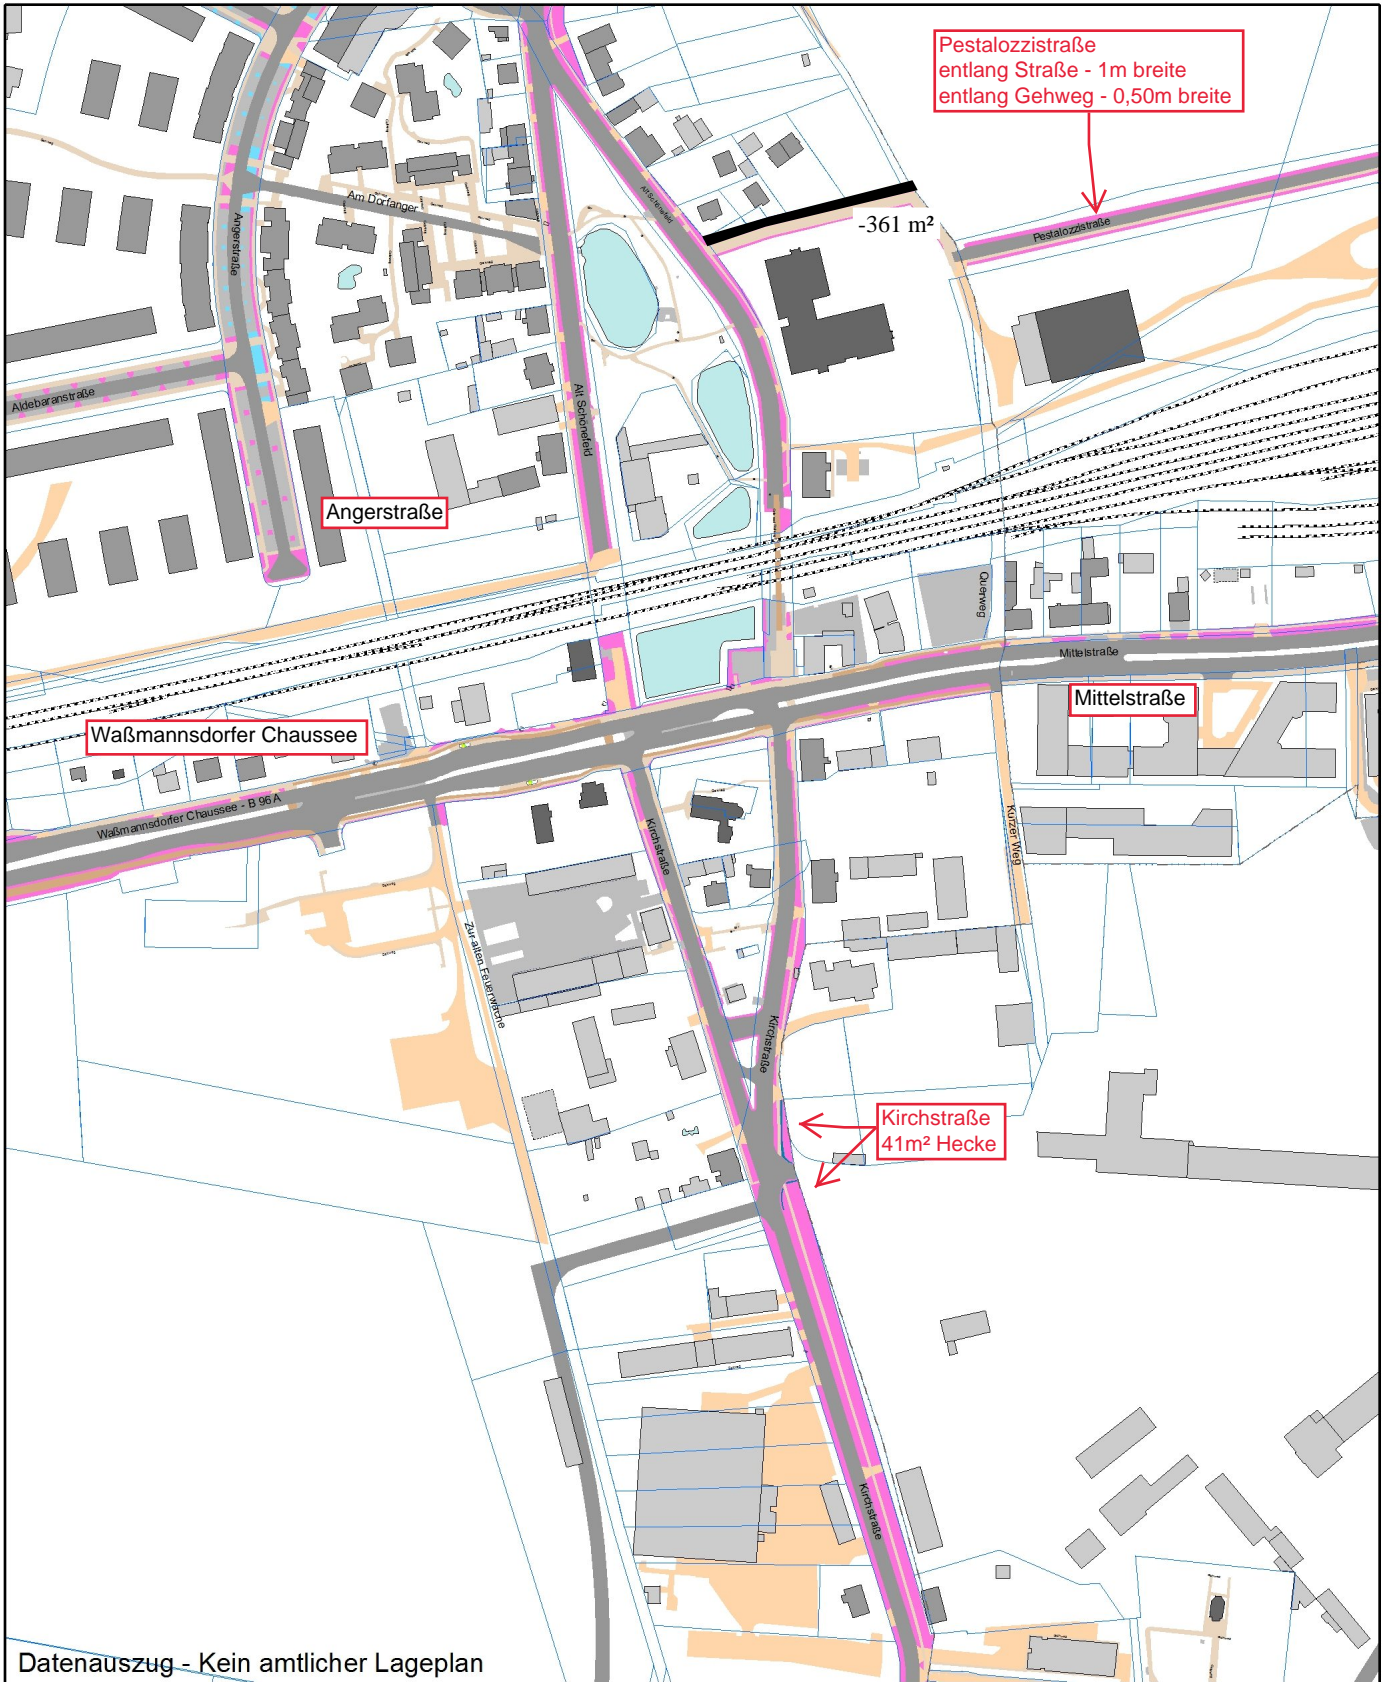 Pestalozzistraße
entlang Straße - 1m breite
entlang Gehweg - 0,50m breite
Am Dorfanger
Alt Schönefeld
-361 m²
Pestalozzistraße
Angerstraße
Aldebaranstraße
Alt Schönefeld
Angerstraße
Querweg
Mittelstraße
Mittelstraße
Waßmannsdorfer Chaussee
Waßmannsdorfer Chaussee - B 96 A
Kirchstraße
Kurzer Weg
Zur alten Feuerwache
Kirchstraße
Kirchstraße
41m² Hecke
Kirchstraße
Datenauszug - Kein amtlicher Lageplan